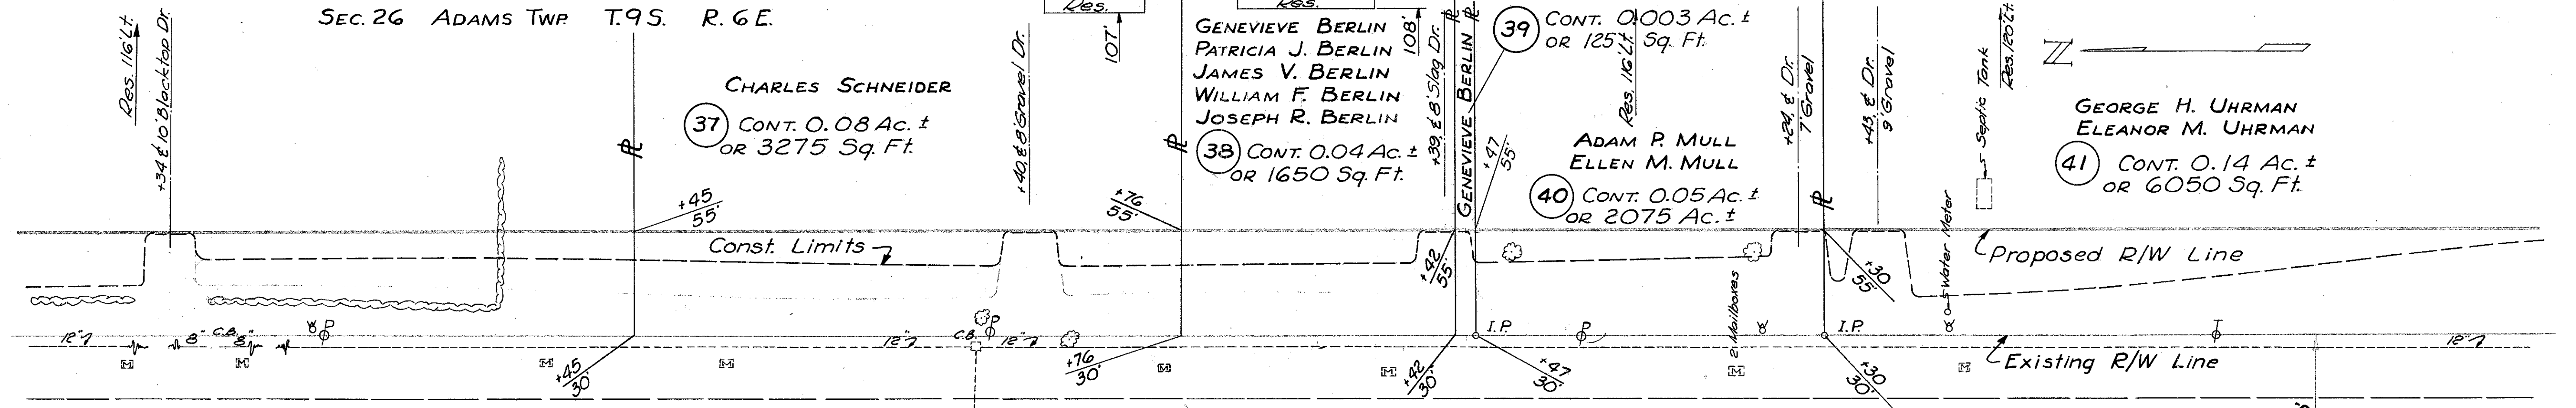 SEC. 26 ADAMS TWP. T. 9 S. R. 6 E.
Res. 116' Lt.
+34 ℄ 10' Blacktop Dr.
CHARLES SCHNEIDER
37 CONT. 0.08 AC. ±
OR 3275 SQ. FT.
+45
55'
+40, ℄ 8' Gravel Dr.
Res.
107'
+76
55'
Res.
108'
GENEVIEVE BERLIN
PATRICIA J. BERLIN
JAMES V. BERLIN
WILLIAM F. BERLIN
JOSEPH R. BERLIN
38 CONT. 0.04 AC. ±
OR 1650 SQ. FT.
+39, ℄ 8' Slag Dr.
GENEVIEVE BERLIN
39 CONT. 0.003 AC. ±
OR 125 SQ. FT.
+47
55'
Res. 116' Lt.
ADAM P. MULL
ELLEN M. MULL
40 CONT. 0.05 AC. ±
OR 2075 AC. ±
+24, ℄ Dr.
7' Gravel
+43, ℄ Dr.
9' Gravel
Septic Tank
Res. 120' Lt.
N
GEORGE H. UHRMAN
ELEANOR M. UHRMAN
41 CONT. 0.14 AC. ±
OR 6050 SQ. FT.
Const. Limits
+42
55'
+30
55'
Water Meter
Proposed R/W Line
12"
8"
C.B.
8"
P
12"
C.B.
P
12"
I.P.
P
2 Mailboxes
I.P.
T
12"
M
M
M
M
M
M
M
M
+45
30'
+76
30'
+42
30'
+47
30'
+30
30'
Existing R/W Line